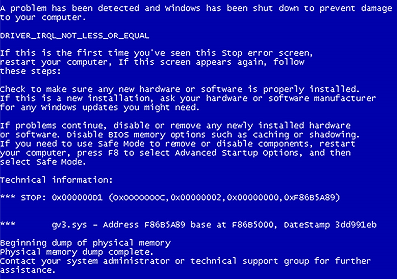 A problem has been detected and Windows has been shut down to prevent damage
to your computer.
DRIVER_IRQL_NOT_LESS_OR_EQUAL
If this is the first time you've seen this Stop error screen,
restart your computer, If this screen appears again, follow
these steps:
Check to make sure any new hardware or software is properly installed.
If this is a new installation, ask your hardware or software manufacturer
for any Windows updates you might need.
If problems continue, disable or remove any newly installed hardware
or software. Disable BIOS memory options such as caching or shadowing.
If you need to use Safe Mode to remove or disable components, restart
your computer, press F8 to select Advanced Startup Options, and then
select Safe Mode.
Technical information:
*** STOP: 0x000000D1 (0x0000000C,0x00000002,0x00000000,0xF86B5A89)
*** gv3.sys - Address F86B5A89 base at F86B5000, DateStamp 3dd991eb
Beginning dump of physical memory
Physical memory dump complete.
Contact your system administrator or technical support group for further
assistance.